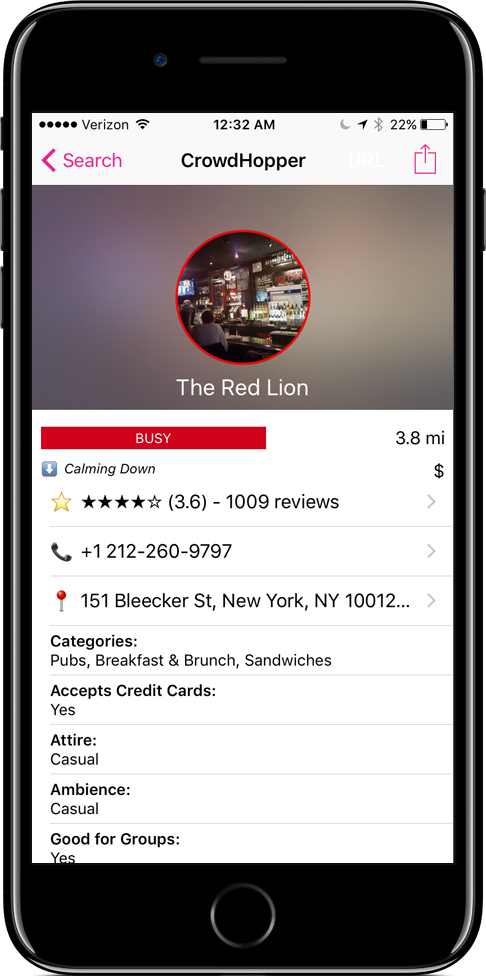 ●●●●● Verizon 12:32 AM 22%
Search CrowdHopper URL
The Red Lion
BUSY 3.8 mi
Calming Down $
★★★★☆ (3.6) - 1009 reviews
+1 212-260-9797
151 Bleecker St, New York, NY 10012...
Categories:
Pubs, Breakfast & Brunch, Sandwiches
Accepts Credit Cards:
Yes
Attire:
Casual
Ambience:
Casual
Good for Groups:
Yes